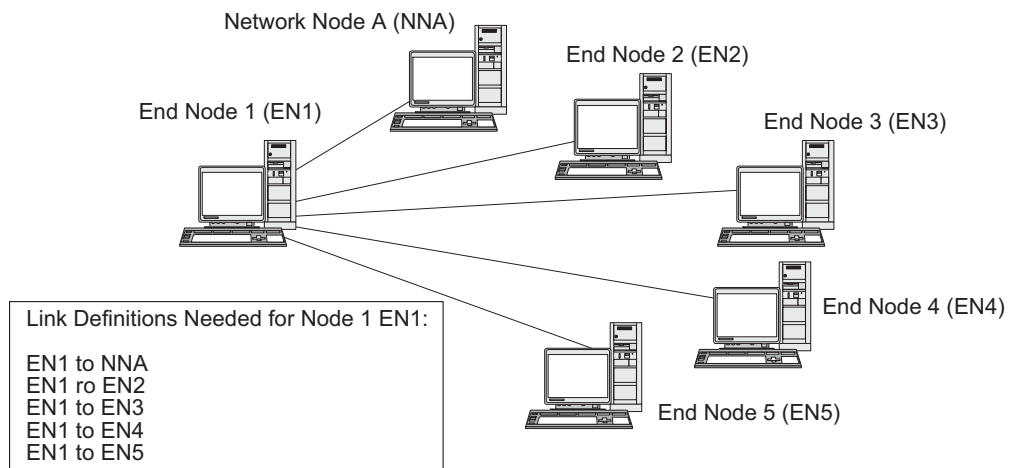 Network Node A (NNA)
End Node 2 (EN2)
End Node 1 (EN1)
End Node 3 (EN3)
End Node 4 (EN4)
End Node 5 (EN5)
Link Definitions Needed for Node 1 EN1:
EN1 to NNA
EN1 ro EN2
EN1 to EN3
EN1 to EN4
EN1 to EN5